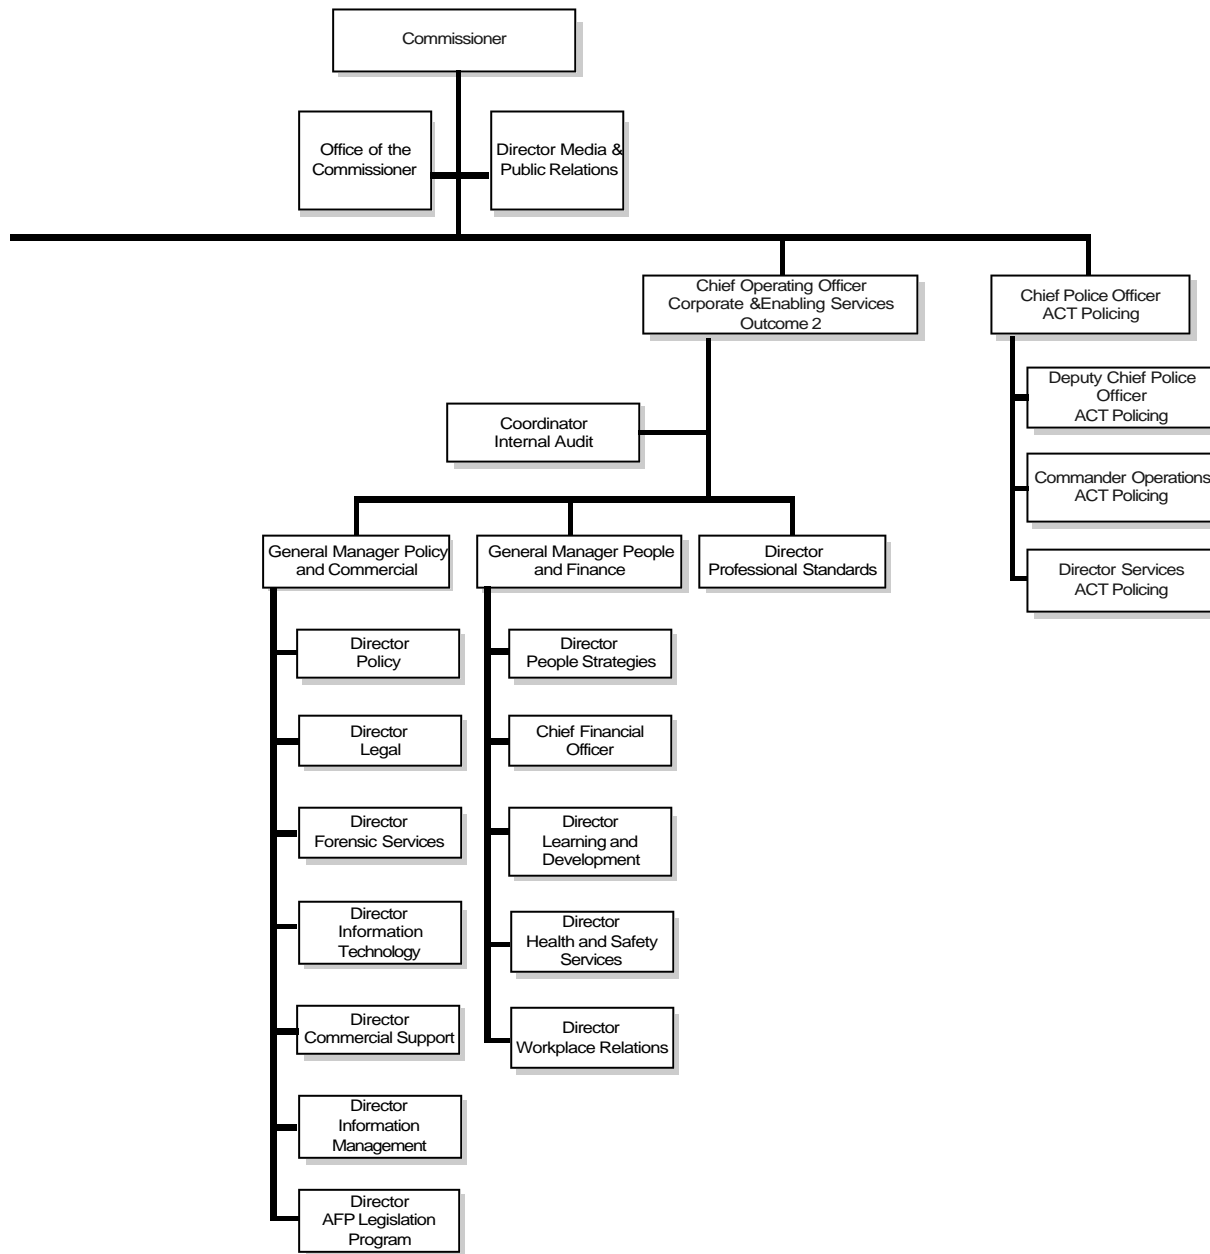 Commissioner
Office of the
Commissioner
Director Media &
Public Relations
Chief Operating Officer
Corporate &Enabling Services
Outcome 2
Chief Police Officer
ACT Policing
Deputy Chief Police
Officer
ACT Policing
Commander Operations
ACT Policing
Director Services
ACT Policing
Coordinator
Internal Audit
General Manager Policy
and Commercial
General Manager People
and Finance
Director
Professional Standards
Director
Policy
Director
Legal
Director
Forensic Services
Director
Information
Technology
Director
Commercial Support
Director
Information
Management
Director
AFP Legislation
Program
Director
People Strategies
Chief Financial
Officer
Director
Learning and
Development
Director
Health and Safety
Services
Director
Workplace Relations